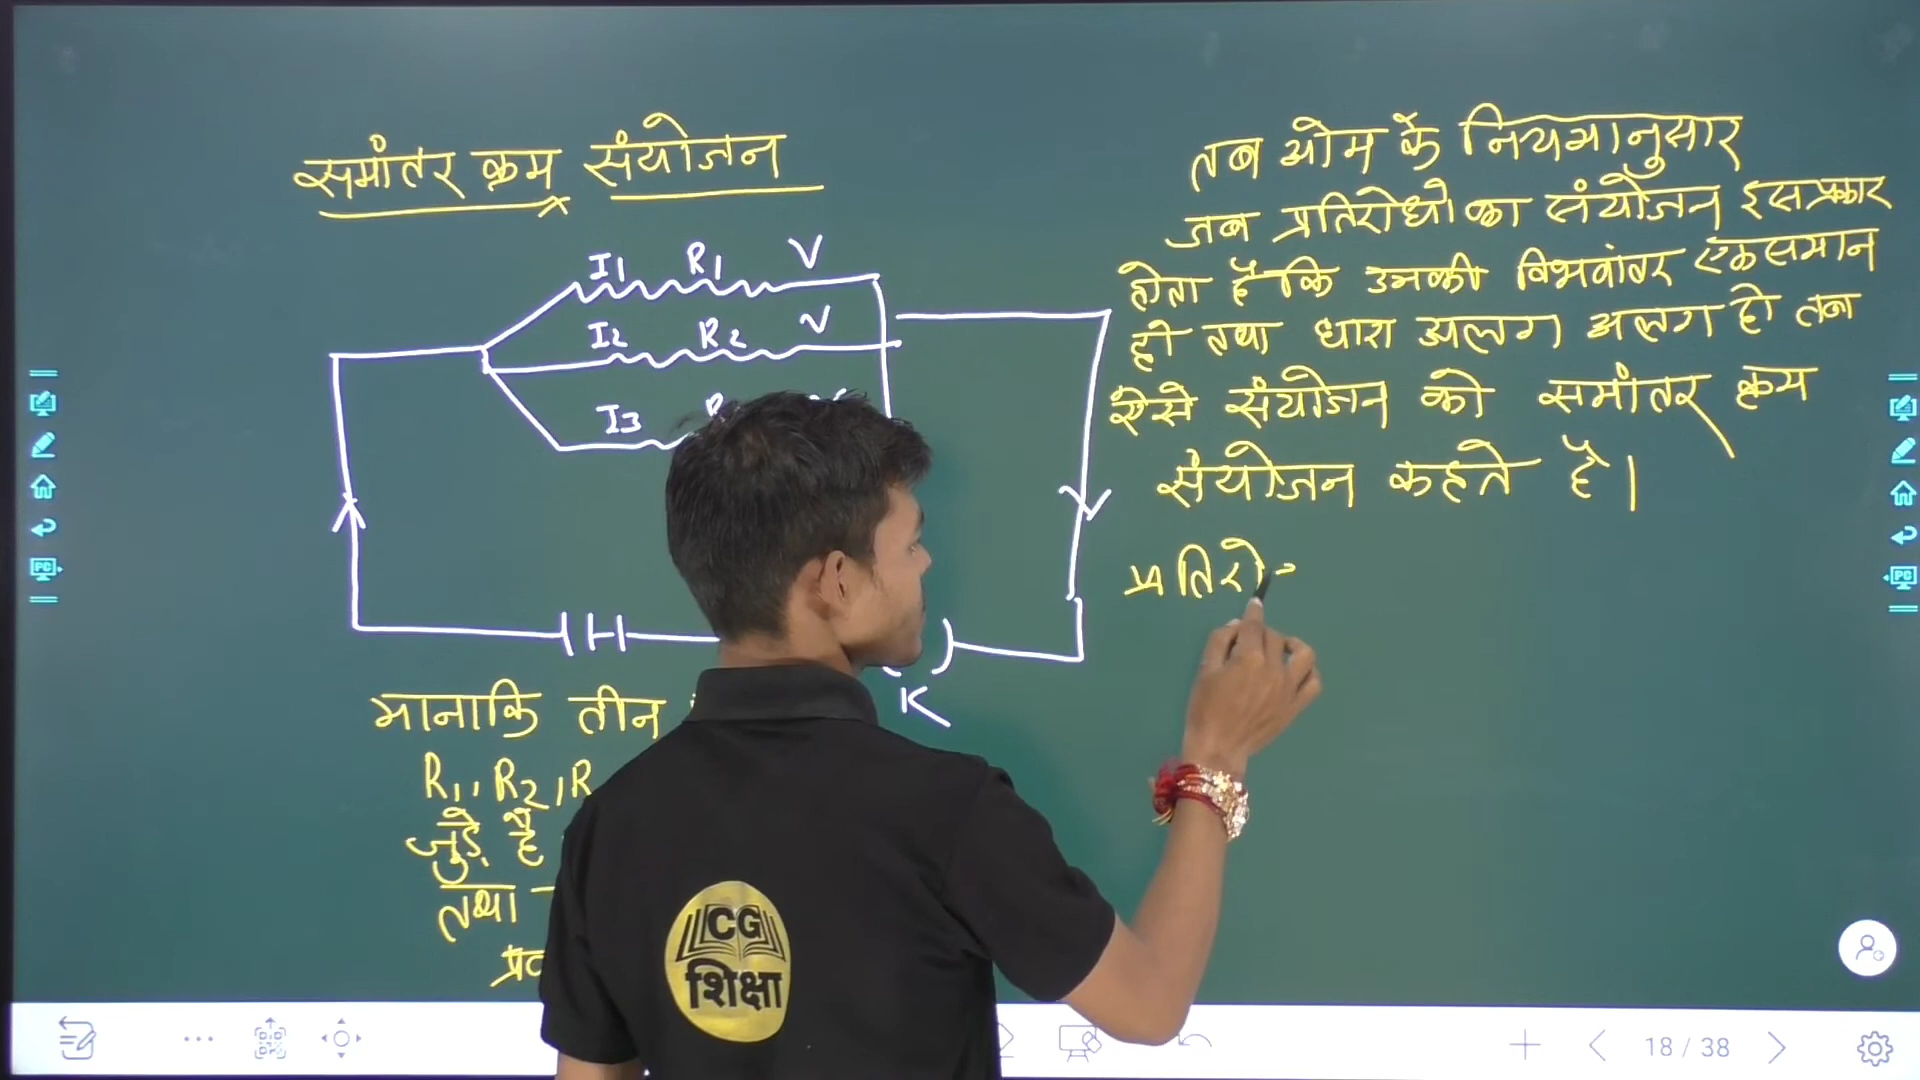 समांतर क्रम संयोजन
I1 R1 V
I2 R2 V
I3
K
मानाकि तीन
R1, R2, R
जुड़े है
तथा
तब ओम के नियमानुसार
जब प्रतिरोधो का संयोजन इसप्रकार
होता है कि उनकी विभवांतर एकसमान
हो तथा धारा अलग अलग हो तब
ऐसे संयोजन को समांतर क्रम
संयोजन कहते है।
प्रतिरो
CG
शिक्षा
PC
PC
18 / 38